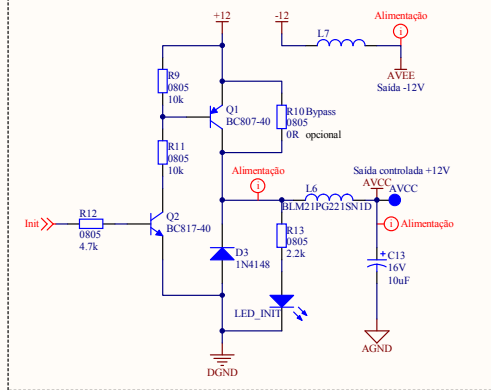 +12
-12
L7
Alimentação
i
AVEE
Saída -12V
R9
0805
10k
Q1
BC807-40
R10 Bypass
0805
0R opcional
R11
0805
10k
Alimentação
i
L6
BLM21PG221SN1D
Saída controlada +12V
AVCC
AVCC
i
Alimentação
Init
R12
0805
4.7k
Q2
BC817-40
R13
0805
2.2k
D3
1N4148
C13
16V
10uF
LED_INIT
DGND
AGND